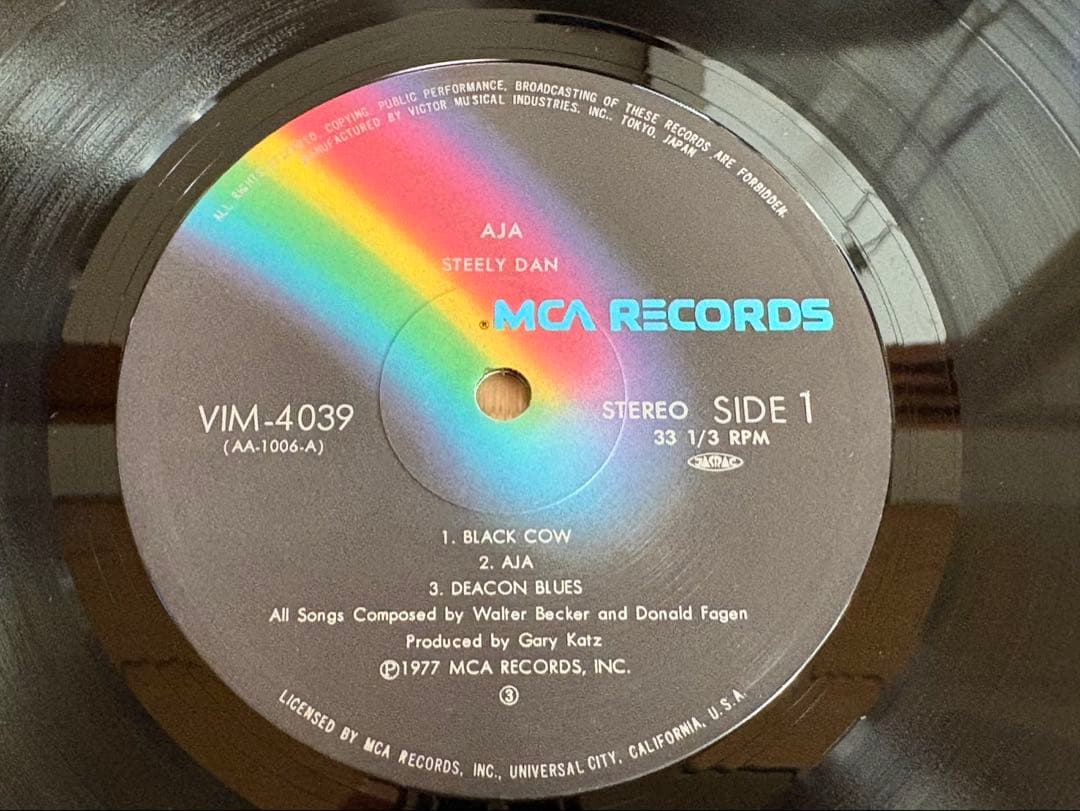 ALL RIGHTS RESERVED. COPYING, PUBLIC PERFORMANCE, BROADCASTING OF THESE RECORDS ARE FORBIDDEN.
MANUFACTURED BY VICTOR MUSICAL INDUSTRIES, INC., TOKYO, JAPAN
AJA
STEELY DAN
® MCA RECORDS
VIM-4039
(AA-1006-A)
STEREO SIDE 1
33 1/3 RPM
JASRAC
1. BLACK COW
2. AJA
3. DEACON BLUES
All Songs Composed by Walter Becker and Donald Fagen
Produced by Gary Katz
℗1977 MCA RECORDS, INC.
③
LICENSED BY MCA RECORDS, INC., UNIVERSAL CITY, CALIFORNIA, U.S.A.